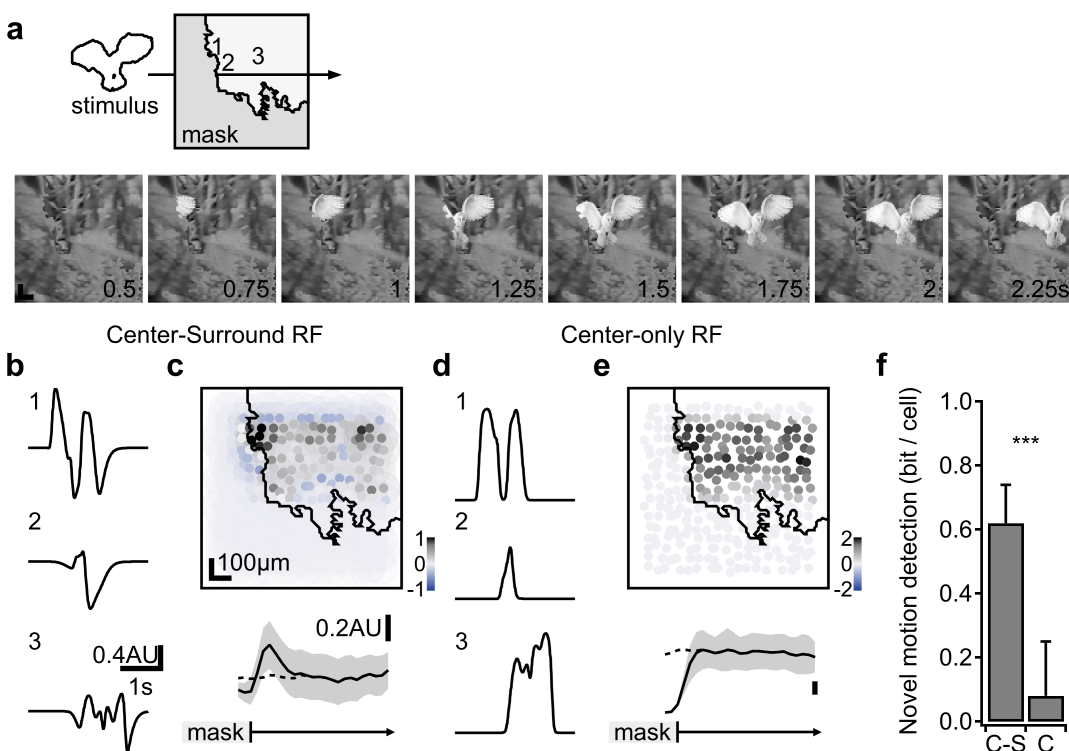 a
1
2
3
stimulus
mask
0.5
0.75
1
1.25
1.5
1.75
2
2.25s
Center-Surround RF
Center-only RF
b
c
d
e
f
1
2
3
0.4AU
1s
100µm
1
0
-1
0.2AU
mask
1
2
3
2
0
-2
mask
Novel motion detection (bit / cell)
1.0
0.8
0.6
0.4
0.2
0.0
***
C-S C